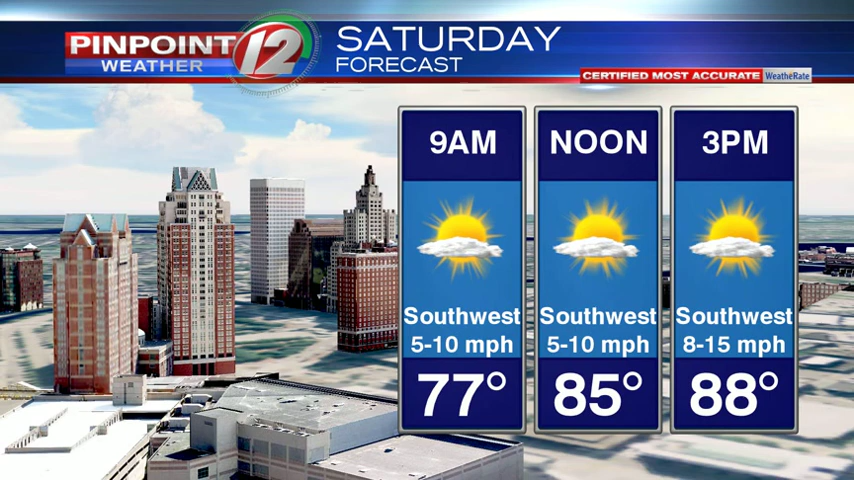 PINPOINT
WEATHER
12
SATURDAY
FORECAST
CERTIFIED MOST ACCURATE WeatheRate
9AM
Southwest
5-10 mph
77°
NOON
Southwest
5-10 mph
85°
3PM
Southwest
8-15 mph
88°